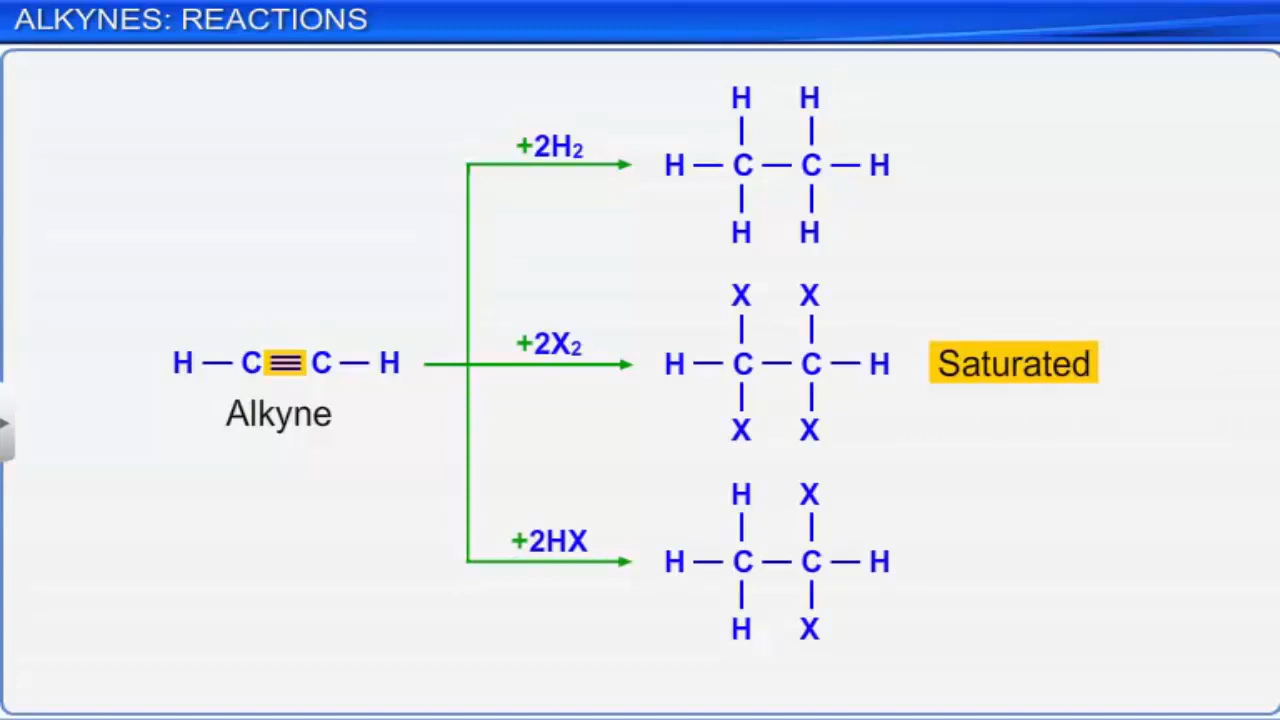 ALKYNES: REACTIONS
H H
+2H₂
H — C — C — H
H H
X X
+2X₂
H — C ≡ C — H
H — C — C — H
Saturated
Alkyne
X X
H X
+2HX
H — C — C — H
H X